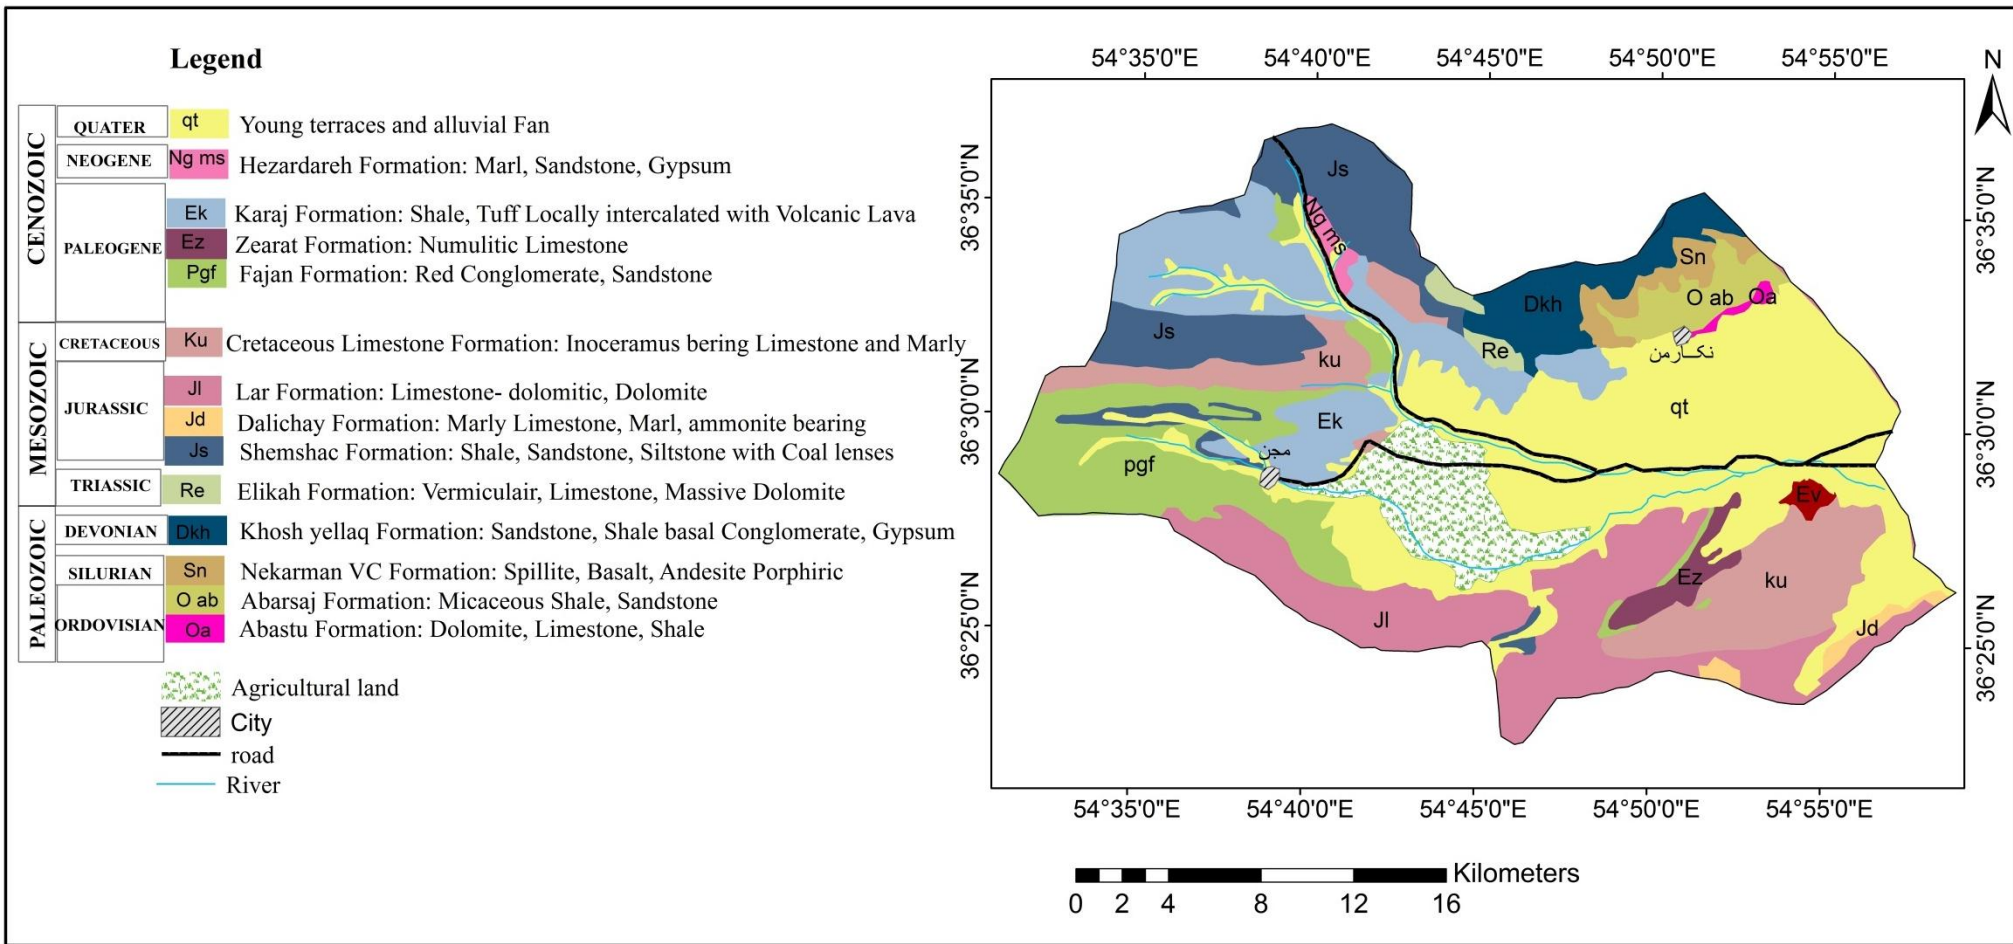 Legend
CENOZOIC
QUATER
qt
Young terraces and alluvial Fan
NEOGENE
Ng ms
Hezardareh Formation: Marl, Sandstone, Gypsum
PALEOGENE
Ek
Karaj Formation: Shale, Tuff Locally intercalated with Volcanic Lava
Ez
Zearat Formation: Numulitic Limestone
Pgf
Fajan Formation: Red Conglomerate, Sandstone
MESOZOIC
CRETACEOUS
Ku
Cretaceous Limestone Formation: Inoceramus bering Limestone and Marly
JURASSIC
Jl
Lar Formation: Limestone- dolomitic, Dolomite
Jd
Dalichay Formation: Marly Limestone, Marl, ammonite bearing
Js
Shemshac Formation: Shale, Sandstone, Siltstone with Coal lenses
TRIASSIC
Re
Elikah Formation: Vermiculair, Limestone, Massive Dolomite
PALEOZOIC
DEVONIAN
Dkh
Khosh yellaq Formation: Sandstone, Shale basal Conglomerate, Gypsum
SILURIAN
Sn
Nekarman VC Formation: Spillite, Basalt, Andesite Porphiric
ORDOVISIAN
O ab
Abarsaj Formation: Micaceous Shale, Sandstone
Oa
Abastu Formation: Dolomite, Limestone, Shale
Agricultural land
City
road
River
54°35'0"E 54°40'0"E 54°45'0"E 54°50'0"E 54°55'0"E
N
36°35'0"N
36°30'0"N
36°25'0"N
36°35'0"N
36°30'0"N
36°25'0"N
Js
Ng ms
Sn
Dkh
O ab
Oa
Js
ku
Re
نکـارمن
qt
Ek
مجن
pgf
Ev
Ez
ku
Jl
Jd
54°35'0"E 54°40'0"E 54°45'0"E 54°50'0"E 54°55'0"E
Kilometers
0 2 4 8 12 16